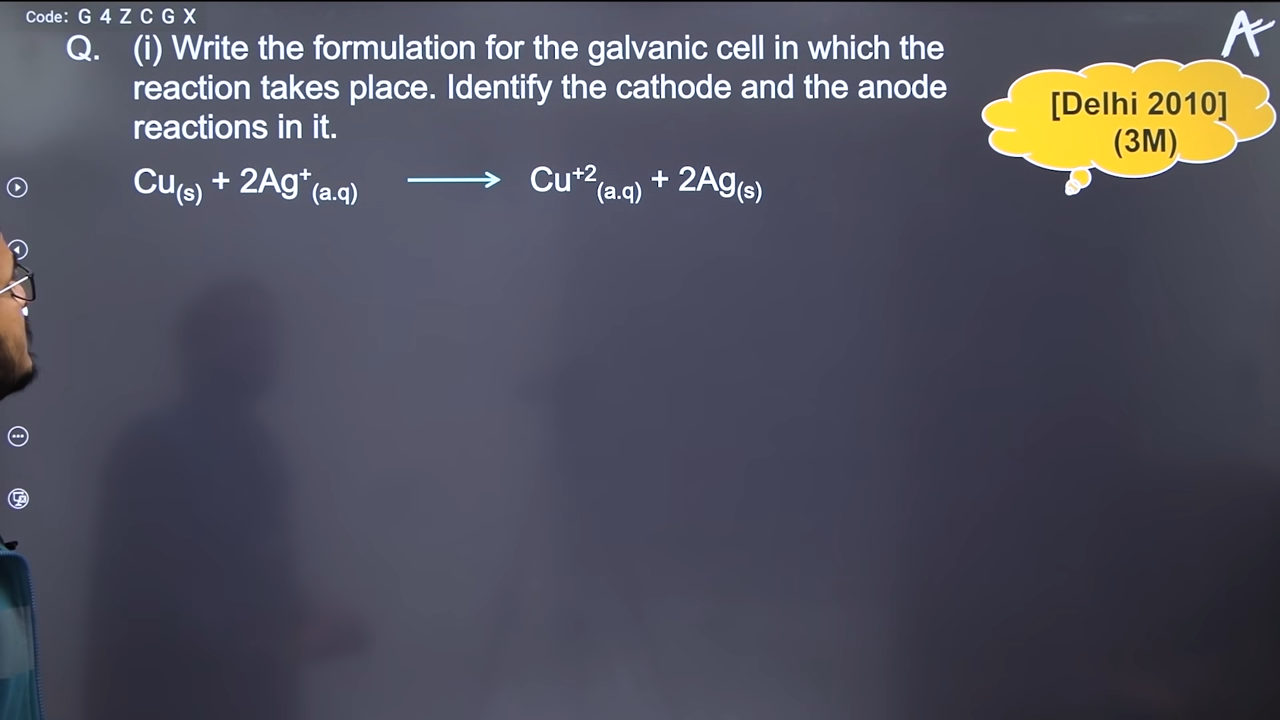 Code: G 4 Z C G X
Q. (i) Write the formulation for the galvanic cell in which the
reaction takes place. Identify the cathode and the anode
reactions in it.
[Delhi 2010]
(3M)
Cu(s) + 2Ag⁺(a.q) ⟶ Cu⁺²(a.q) + 2Ag(s)